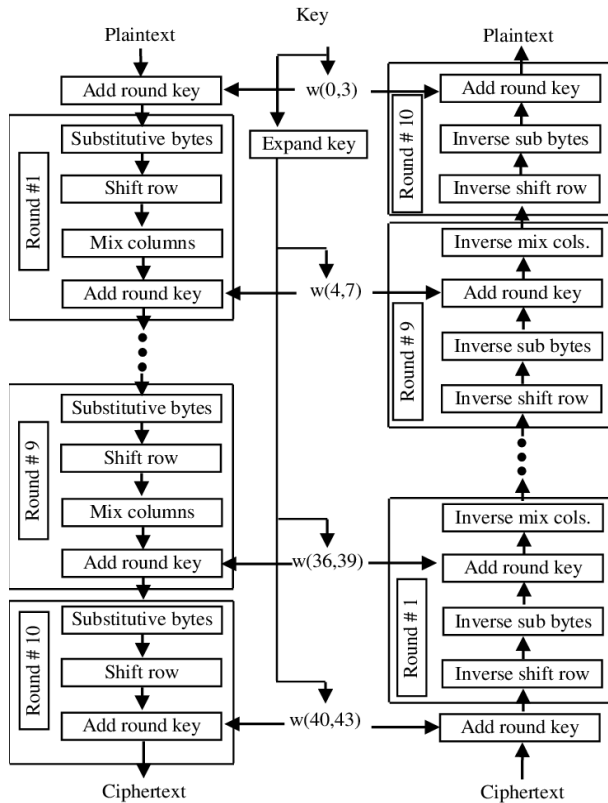 Plaintext
Add round key
Round #1
Substitutive bytes
Shift row
Mix columns
Add round key
Round # 9
Substitutive bytes
Shift row
Mix columns
Add round key
Round # 10
Substitutive bytes
Shift row
Add round key
Ciphertext
Key
w(0,3)
Expand key
w(4,7)
w(36,39)
w(40,43)
Plaintext
Round # 10
Add round key
Inverse sub bytes
Inverse shift row
Round # 9
Inverse mix cols.
Add round key
Inverse sub bytes
Inverse shift row
Round # 1
Inverse mix cols.
Add round key
Inverse sub bytes
Inverse shift row
Add round key
Ciphertext